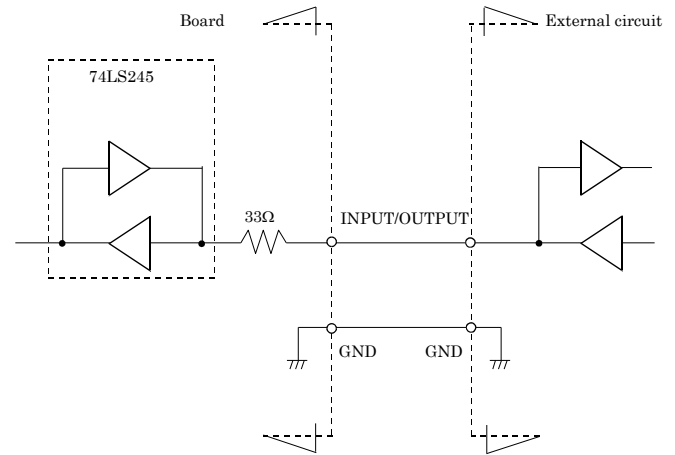 Board
External circuit
74LS245
33Ω
INPUT/OUTPUT
GND
GND